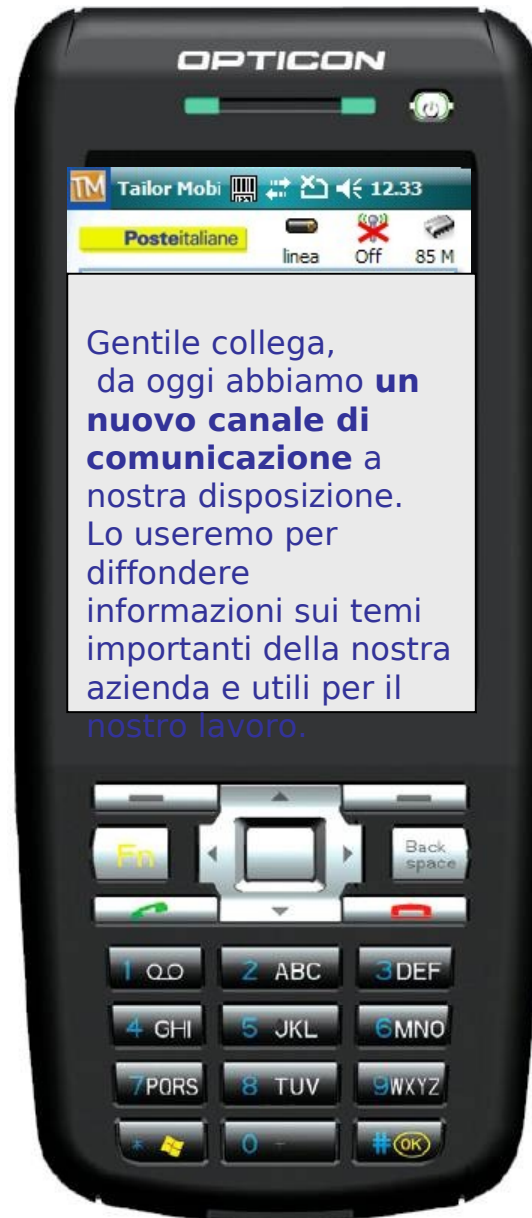 OPTICON
TM Tailor Mobi 12.33
Posteitaliane
linea Off 85 M
Gentile collega,
da oggi abbiamo un
nuovo canale di
comunicazione a
nostra disposizione.
Lo useremo per
diffondere
informazioni sui temi
importanti della nostra
azienda e utili per il
nostro lavoro.
Fn Back
space
1 2 ABC 3 DEF
4 GHI 5 JKL 6 MNO
7 PQRS 8 TUV 9 WXYZ
* 0 # OK